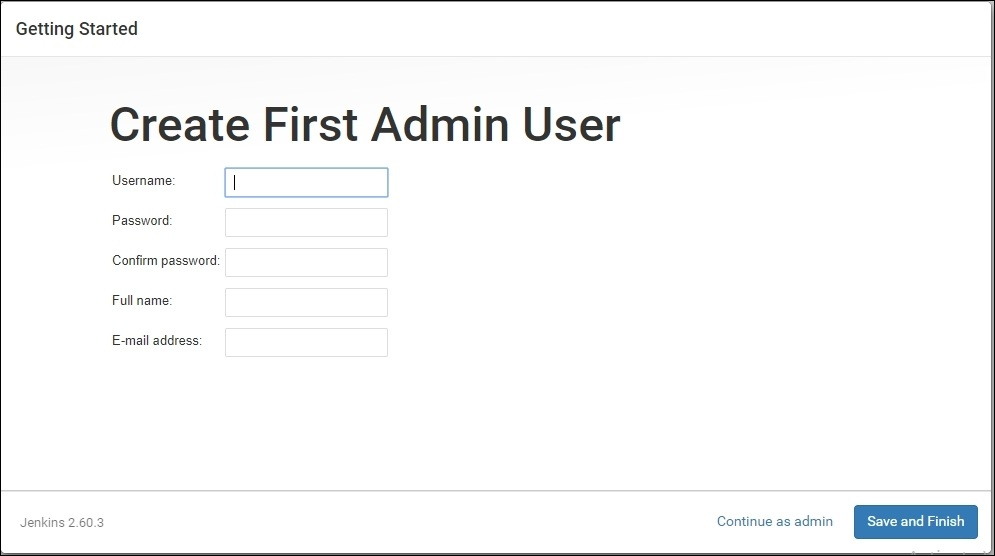 Getting Started
Create First Admin User
Username:
Password:
Confirm password:
Full name:
E-mail address:
Jenkins 2.60.3
Continue as admin
Save and Finish